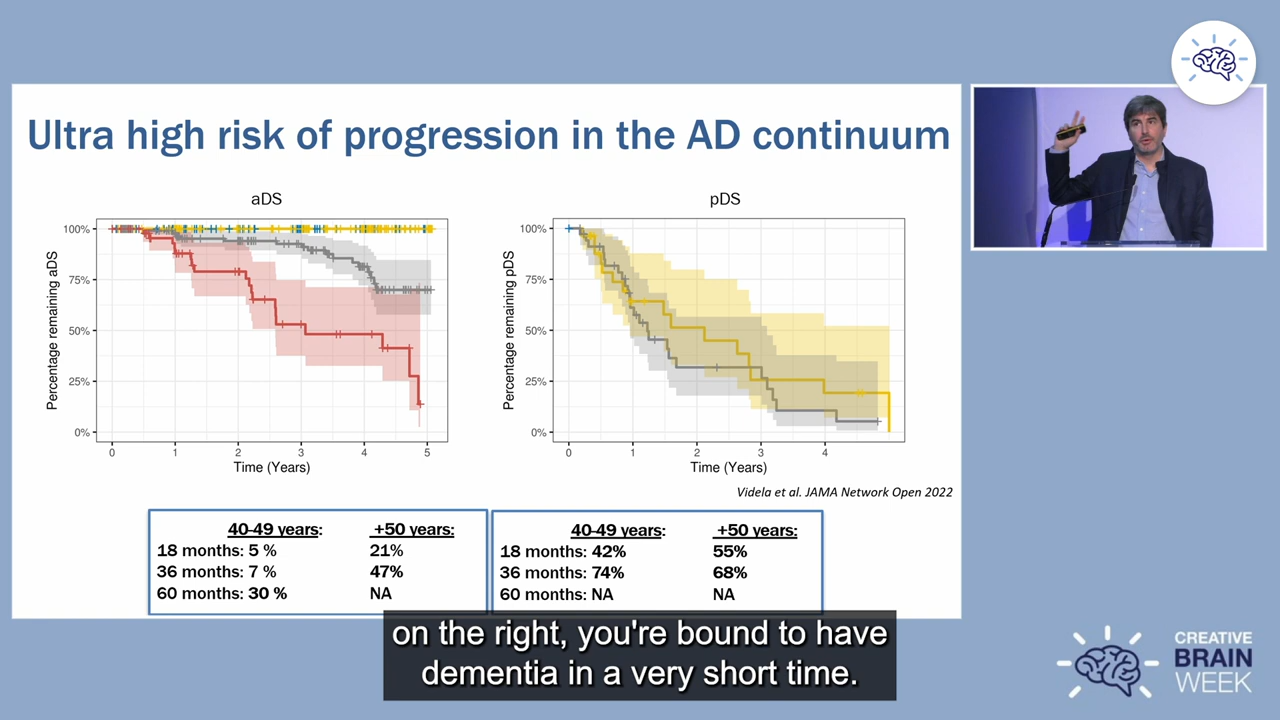 Ultra high risk of progression in the AD continuum
aDS
pDS
Percentage remaining aDS
100%
75%
50%
25%
0%
0 1 2 3 4 5
Time (Years)
Percentage remaining pDS
100%
75%
50%
25%
0%
0 1 2 3 4
Time (Years)
Videla et al. JAMA Network Open 2022
40-49 years: +50 years:
18 months: 5 % 21%
36 months: 7 % 47%
60 months: 30 % NA
40-49 years: +50 years:
18 months: 42% 55%
36 months: 74% 68%
60 months: NA NA
on the right, you're bound to have
dementia in a very short time.
CREATIVE
BRAIN
WEEK